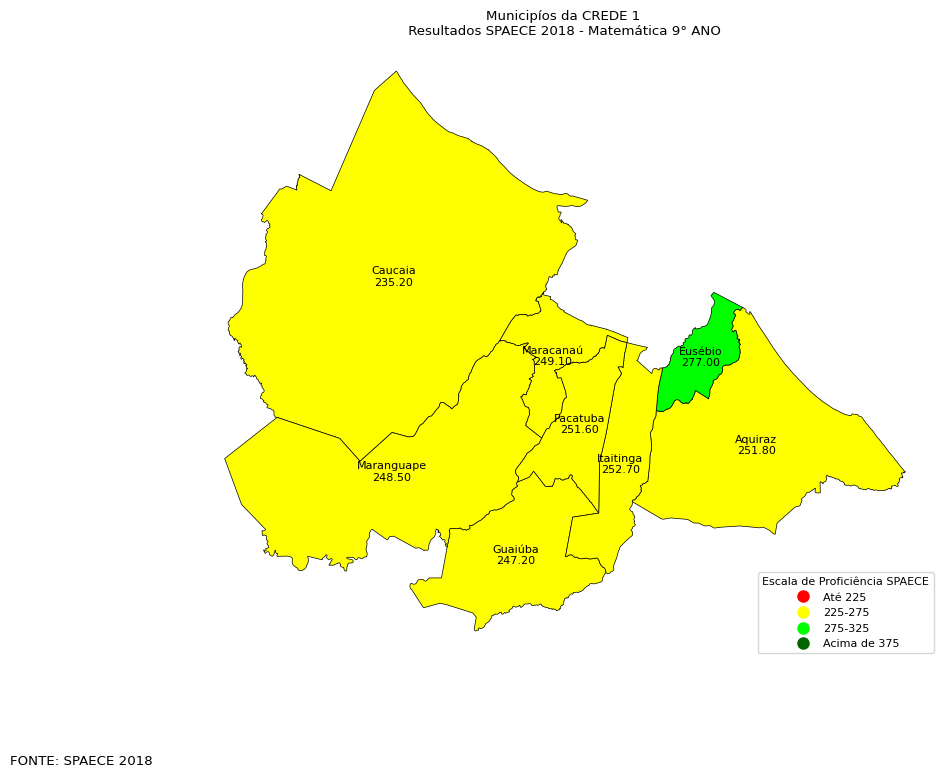 Municipíos da CREDE 1
Resultados SPAECE 2018 - Matemática 9° ANO
Caucaia
235.20
Maracanaú
249.10
Eusébio
277.00
Pacatuba
251.60
Aquiraz
251.80
Itaitinga
252.70
Maranguape
248.50
Guaiúba
247.20
Escala de Proficiência SPAECE
Até 225
225-275
275-325
Acima de 375
FONTE: SPAECE 2018